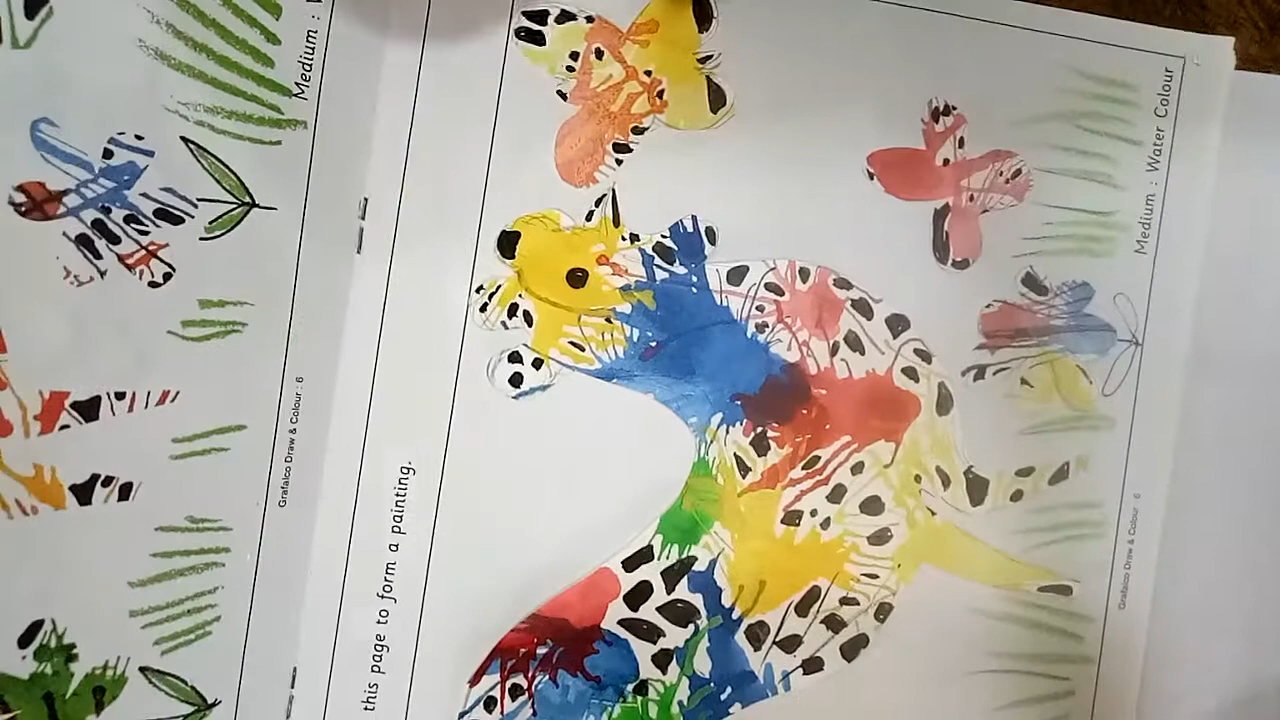 Medium :
Grafalco Draw & Colour : 6
this page to form a painting.
Medium : Water Colour
Grafalco Draw & Colour 6